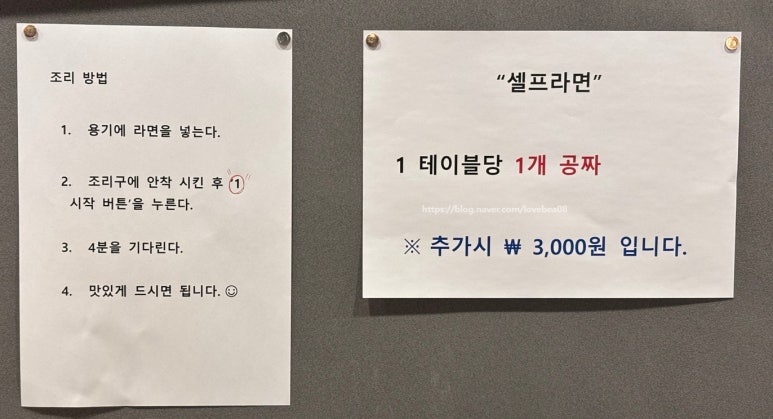 조리 방법
1. 용기에 라면을 넣는다.
2. 조리구에 안착 시킨 후 '1
시작 버튼'을 누른다.
3. 4분을 기다린다.
4. 맛있게 드시면 됩니다.☺
“셀프라면”
1 테이블당 1개 공짜
https://blog.naver.com/lovebea08
※ 추가시 ₩ 3,000원 입니다.